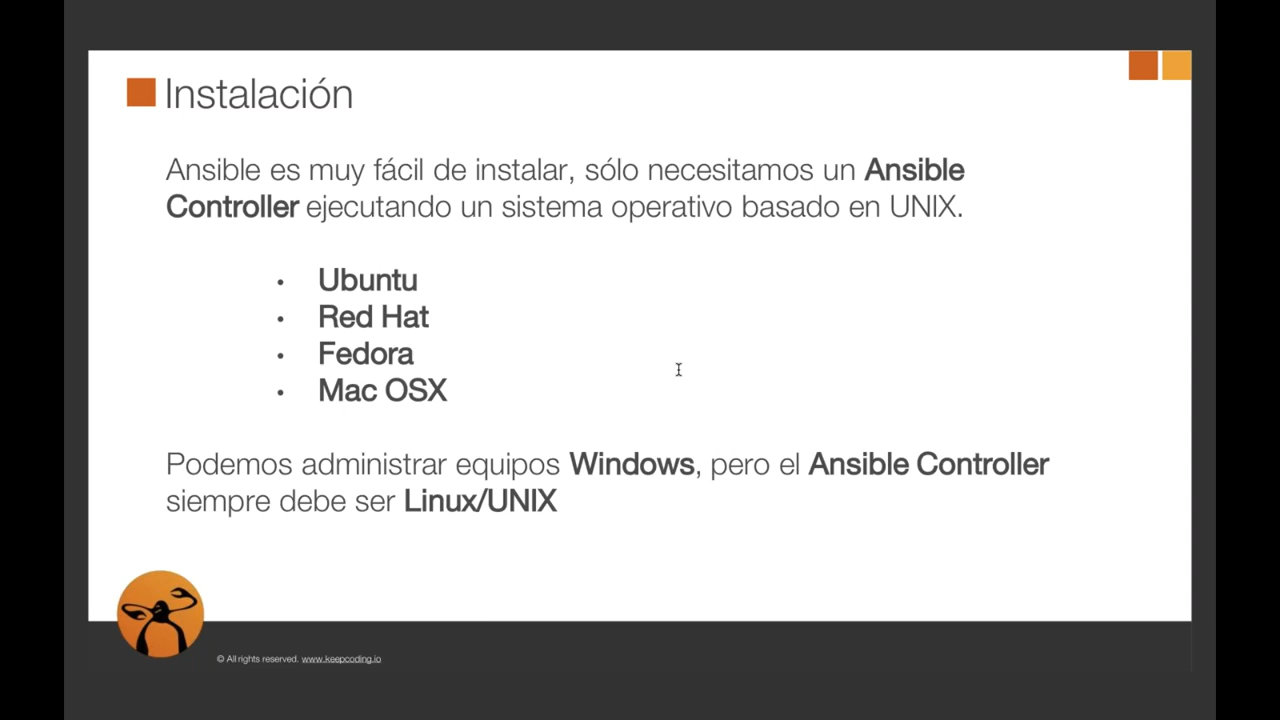 Instalación
Ansible es muy fácil de instalar, sólo necesitamos un Ansible
Controller ejecutando un sistema operativo basado en UNIX.
• Ubuntu
• Red Hat
• Fedora
• Mac OSX
Podemos administrar equipos Windows, pero el Ansible Controller
siempre debe ser Linux/UNIX
© All rights reserved. www.keepcoding.io